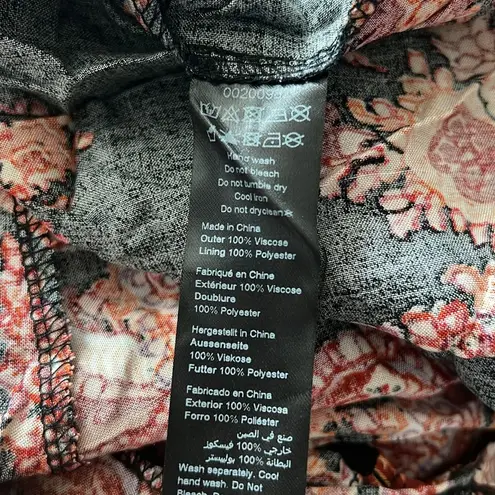 Hand wash
Do not bleach
Do not tumble dry
Cool iron
Do not dryclean
Made in China
Outer 100% Viscose
Lining 100% Polyester
Fabriqué en Chine
Extérieur 100% Viscose
Doublure
100% Polyester
Hergestellt in China
Aussenseite
100% Viskose
Futter 100% Polyester
Fabricado en China
Exterior 100% Viscosa
Forro 100% Poliéster
صنع في الصين
خارجي 100% فيسكوز
البطانة 100% بوليستر
Wash separately. Cool
hand wash. Do Not